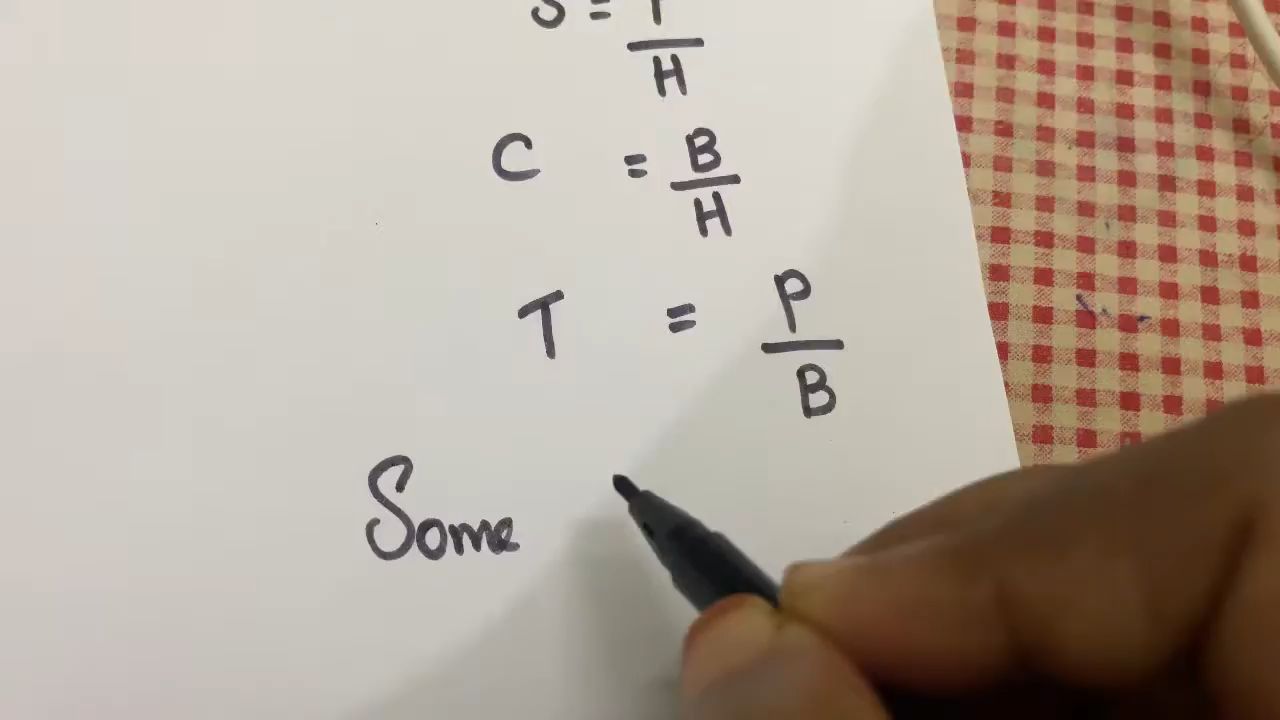 S = P/H
C = B/H
T = P/B
Some